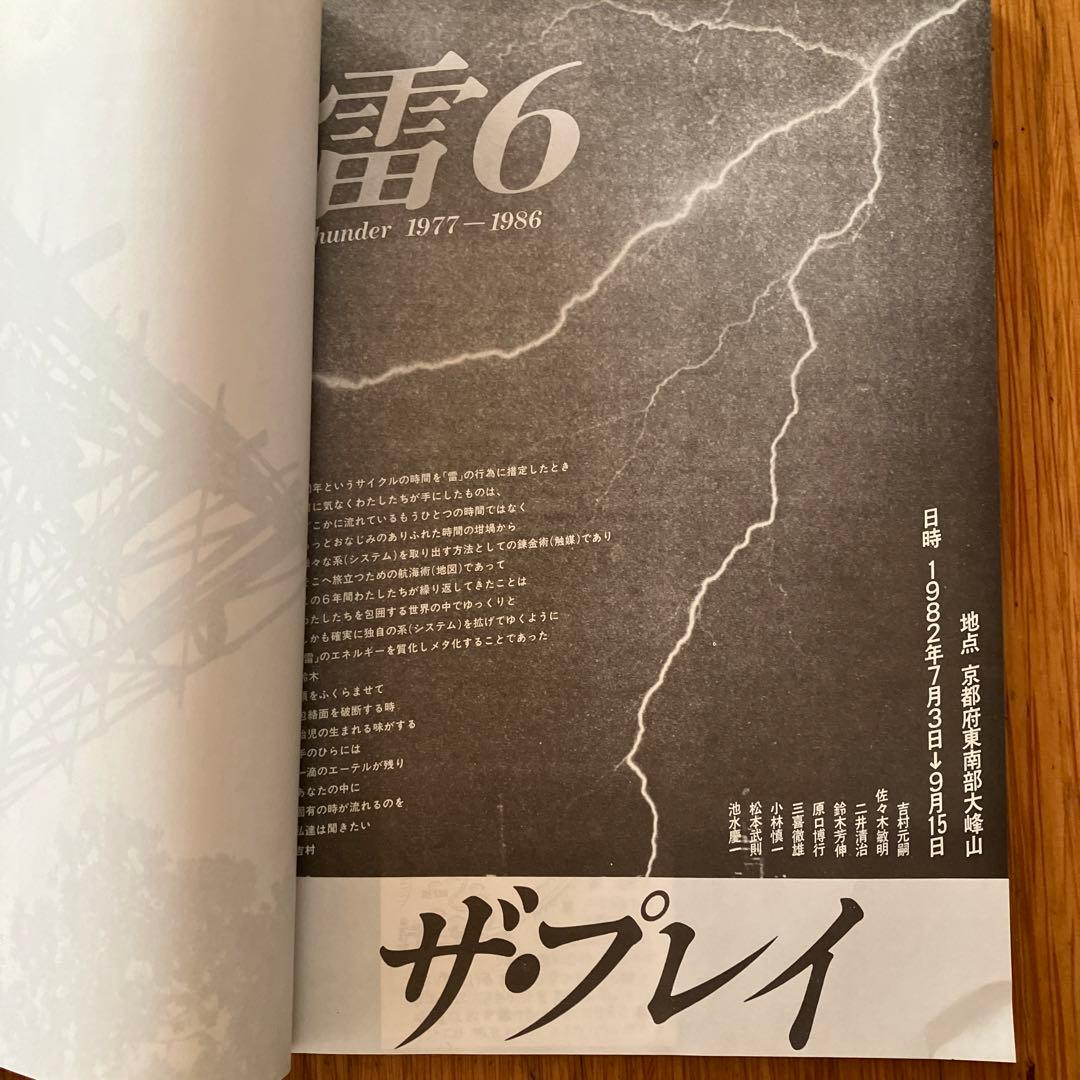 雷6
hunder 1977—1986
年というサイクルの時間を「雷」の行為に措定したとき
に気なくわたしたちが手にしたものは、
こかに流れているもうひとつの時間ではなく
っとおなじみのありふれた時間の坩堝から
々な系(システム)を取り出す方法としての錬金術(触媒)であり
こへ旅立つための航海術(地図)であって
の6年間わたしたちが繰り返してきたことは
たしたちを包囲する世界の中でゆっくりと
かも確実に独自の系(システム)を拡げてゆくように
雷」のエネルギーを質化しメタ化することであった
鈴木
をふくらませて
絡面を破断する時
胎児の生まれる味がする
手のひらには
一滴のエーテルが残り
あなたの中に
固有の時が流れるのを
私達は聞きたい
吉村
地点 京都府東南部大峰山
日時 1982年7月3日→9月15日
吉村元嗣
佐々木敏明
二井清治
鈴木芳伸
原口博行
三喜徹雄
小林慎一
松本武則
池水慶一
ザ・プレイ